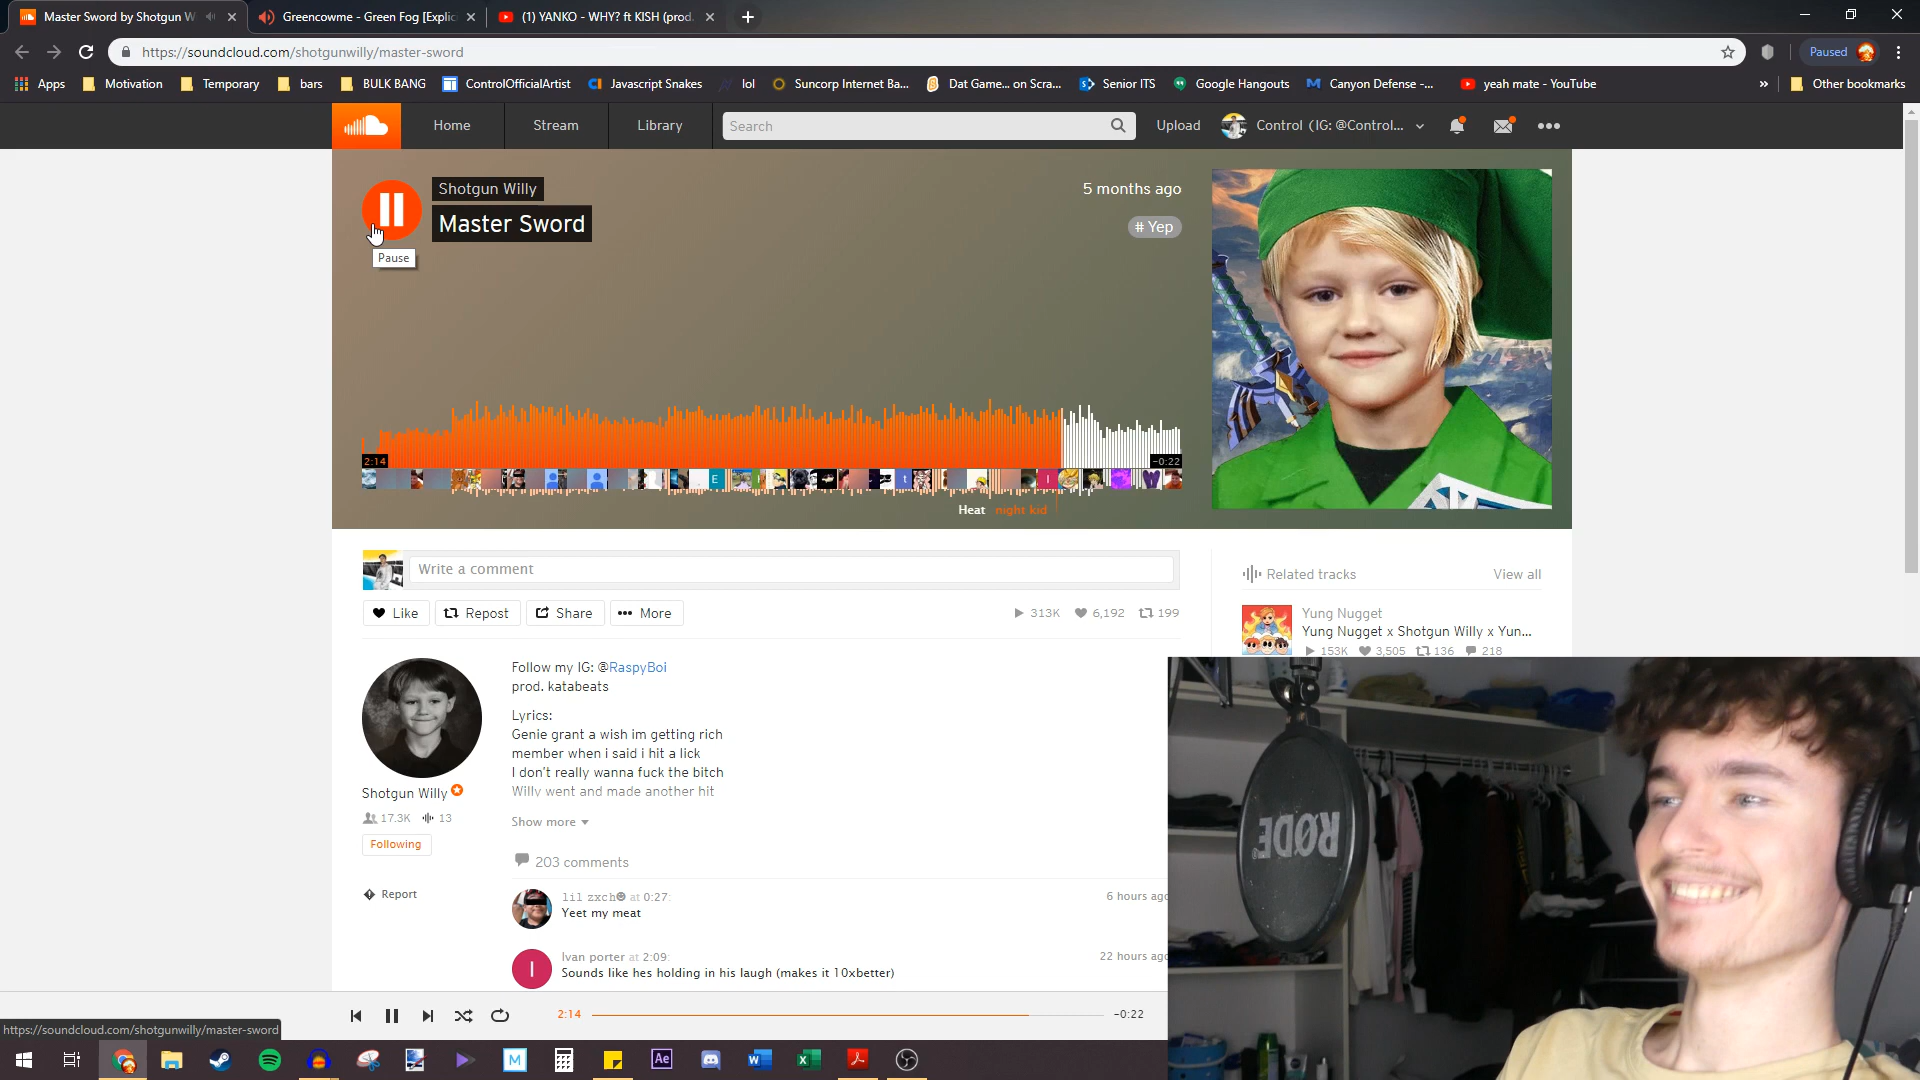 Master Sword by Shotgun W
Greencowme - Green Fog [Explic
(1) YANKO - WHY? ft KISH (prod.
https://soundcloud.com/shotgunwilly/master-sword
Paused
Apps
Motivation
Temporary
bars
BULK BANG
ControlOfficialArtist
Javascript Snakes
lol
Suncorp Internet Ba...
Dat Game... on Scra...
Senior ITS
Google Hangouts
Canyon Defense -...
yeah mate - YouTube
»
Other bookmarks
Home
Stream
Library
Search
Upload
Control (IG: @Control...
Shotgun Willy
5 months ago
Master Sword
# Yep
Pause
2:14
-0:22
E
t
I
Heat
night kid
Write a comment
Related tracks
View all
Like
Repost
Share
More
313K
6,192
199
Yung Nugget
Yung Nugget x Shotgun Willy x Yun...
153K
3,505
136
218
Follow my IG: @RaspyBoi
prod. katabeats
Lyrics:
Genie grant a wish im getting rich
member when i said i hit a lick
I don't really wanna fuck the bitch
Willy went and made another hit
Shotgun Willy
17.3K
13
Show more
Following
203 comments
Report
lil zxch at 0:27:
6 hours ago
Yeet my meat
I
Ivan porter at 2:09:
22 hours ago
Sounds like hes holding in his laugh (makes it 10xbetter)
2:14
-0:22
https://soundcloud.com/shotgunwilly/master-sword
M
Ae
W
X
RØDE